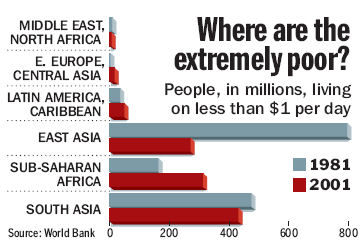 Where are the
extremely poor?
People, in millions, living
on less than $1 per day
MIDDLE EAST,
NORTH AFRICA
E. EUROPE,
CENTRAL ASIA
LATIN AMERICA,
CARIBBEAN
EAST ASIA
SUB-SAHARAN
AFRICA
SOUTH ASIA
1981
2001
0 200 400 600 800
Source: World Bank